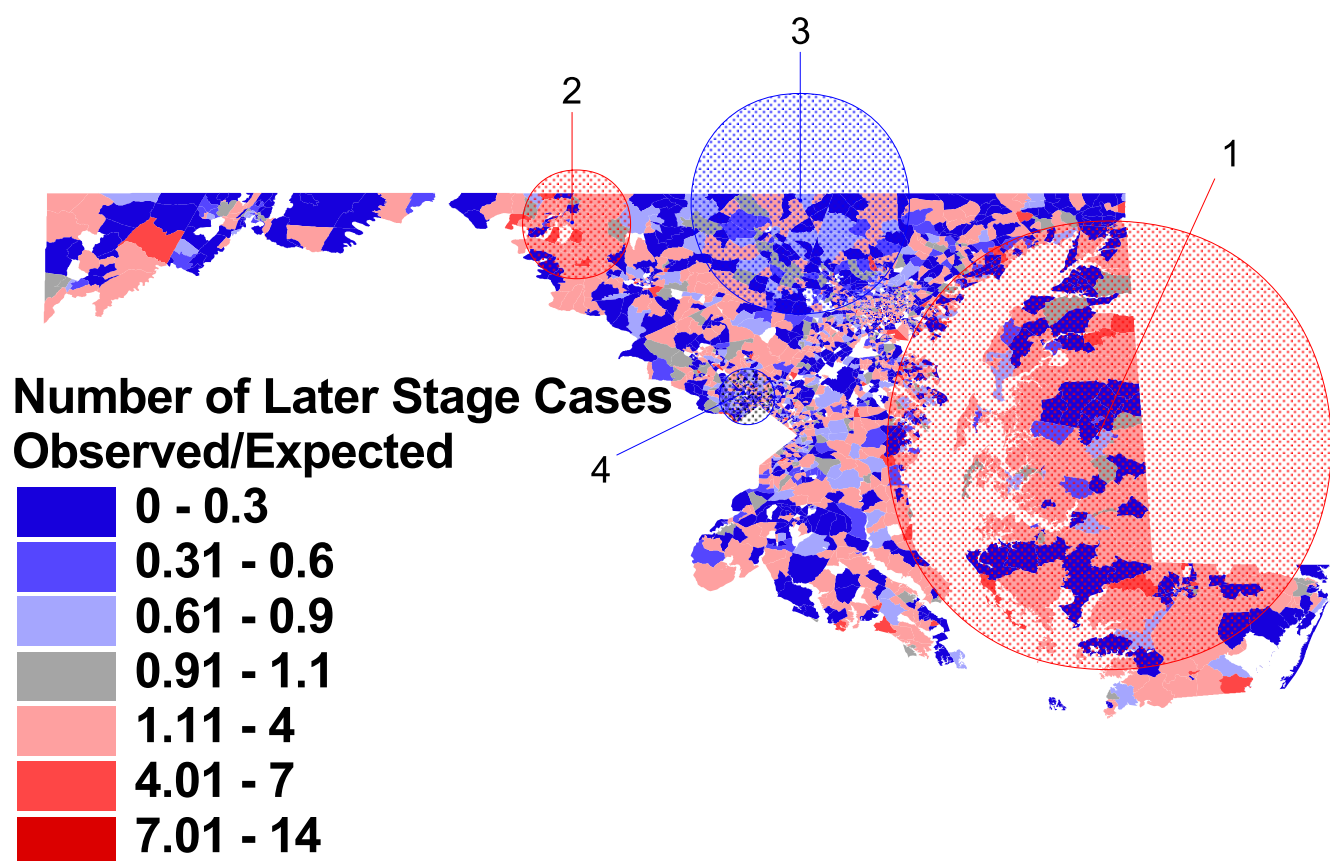 3
2
1
Number of Later Stage Cases
Observed/Expected
4
0 - 0.3
0.31 - 0.6
0.61 - 0.9
0.91 - 1.1
1.11 - 4
4.01 - 7
7.01 - 14